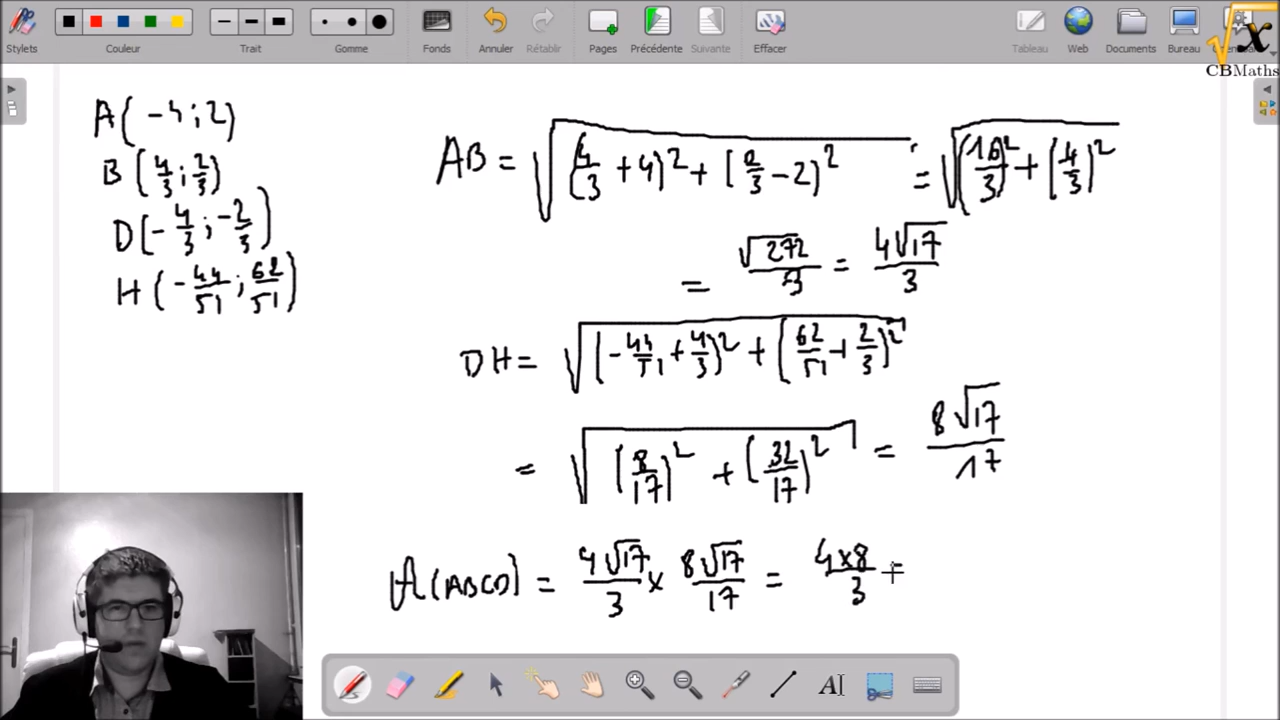 Stylets Couleur Trait Gomme Fonds Annuler Rétablir Pages Précédente Suivante Effacer Tableau Web Documents Bureau
√x
CBMaths
A(-4;2)
B(4/3;2/3)
D(-4/3;-2/3)
H(-44/51;62/51)
AB = √((4/3+4)²+(2/3-2)²) = √((16/3)²+(4/3)²)
= √272/3 = 4√17/3
DH = √((-44/51+4/3)²+(62/51+2/3)²)
= √((8/17)²+(32/17)²) = 8√17/17
A(ABCD) = 4√17/3 × 8√17/17 = 4×8/3 =
AI